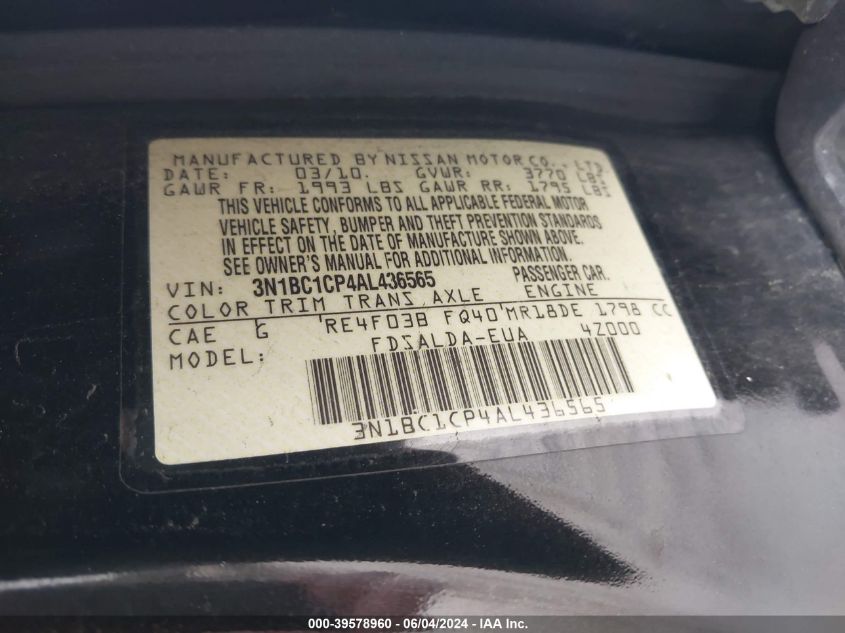 MANUFACTURED BY NISSAN MOTOR CO., LTD
DATE: 03/10. GVWR: 3770 LBS
GAWR FR: 1993 LBS GAWR RR: 1795 LBS
THIS VEHICLE CONFORMS TO ALL APPLICABLE FEDERAL MOTOR
VEHICLE SAFETY, BUMPER AND THEFT PREVENTION STANDARDS
IN EFFECT ON THE DATE OF MANUFACTURE SHOWN ABOVE.
SEE OWNER'S MANUAL FOR ADDITIONAL INFORMATION.
VIN: 3N1BC1CP4AL436565 PASSENGER CAR.
COLOR TRIM TRANS AXLE ENGINE
CAE G RE4F03B FQ40 MR18DE 1798 CC
MODEL: FDSALDA-EUA 4Z000
3N1BC1CP4AL436565
000-39578960 - 06/04/2024 - IAA Inc.